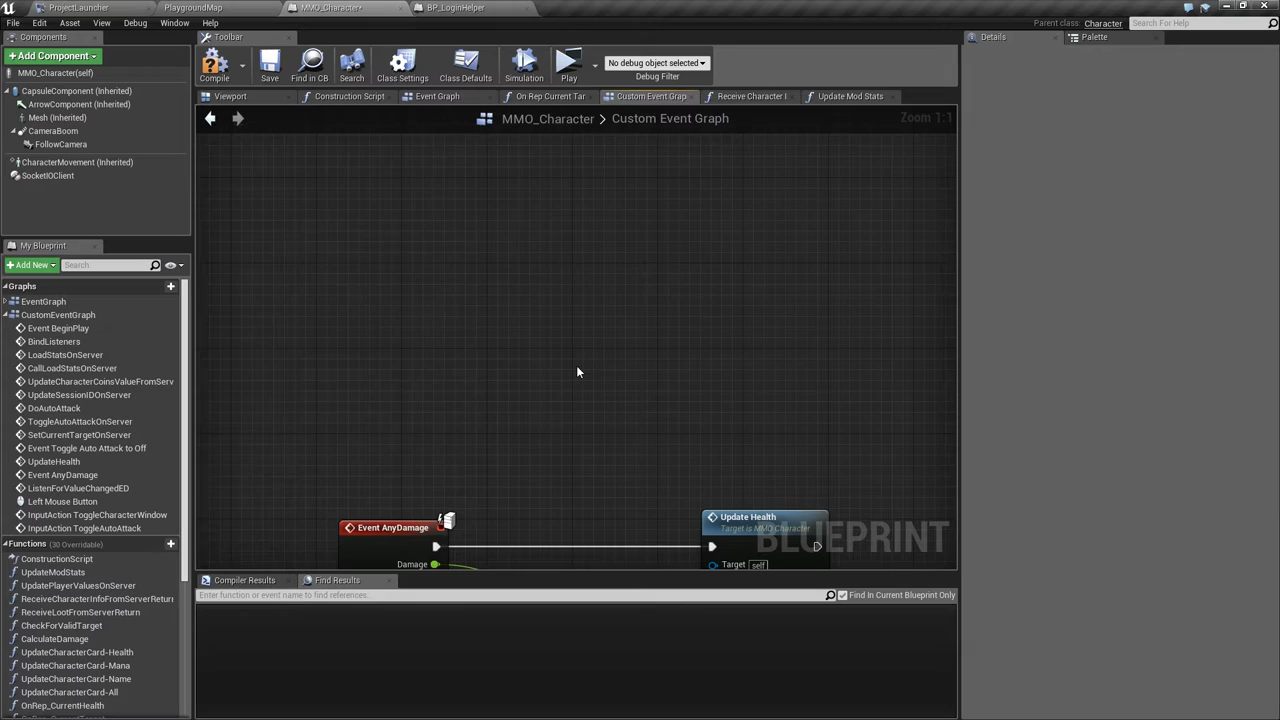 ProjectLauncher
PlaygroundMap
MMO_Character*
BP_LoginHelper
File Edit Asset View Debug Window Help
Parent class: Character
Search For Help
Components
Toolbar
Details
Palette
+Add Component
MMO_Character(self)
Compile
Save
Find in CB
Search
Class Settings
Class Defaults
Simulation
Play
No debug object selected
Debug Filter
CapsuleComponent (Inherited)
ArrowComponent (Inherited)
Mesh (Inherited)
CameraBoom
FollowCamera
CharacterMovement (Inherited)
SocketIOClient
Viewport
Construction Script
Event Graph
On Rep Current Tar
Custom Event Grap
Receive Character I
Update Mod Stats
MMO_Character > Custom Event Graph
Zoom 1:1
My Blueprint
+Add New
Search
Graphs
EventGraph
CustomEventGraph
Event BeginPlay
BindListeners
LoadStatsOnServer
CallLoadStatsOnServer
UpdateCharacterCoinsValueFromServ
UpdateSessionIDOnServer
DoAutoAttack
ToggleAutoAttackOnServer
SetCurrentTargetOnServer
Event Toggle Auto Attack to Off
UpdateHealth
Event AnyDamage
ListenForValueChangedED
Left Mouse Button
InputAction ToggleCharacterWindow
InputAction ToggleAutoAttack
Functions (30 Overridable)
ConstructionScript
UpdateModStats
UpdatePlayerValuesOnServer
ReceiveCharacterInfoFromServerReturn
ReceiveLootFromServerReturn
CheckForValidTarget
CalculateDamage
UpdateCharacterCard-Health
UpdateCharacterCard-Mana
UpdateCharacterCard-Name
UpdateCharacterCard-All
OnRep_CurrentHealth
Event AnyDamage
Damage
Update Health
Target is MMO Character
Target self
BLUEPRINT
Compiler Results
Find Results
Enter function or event name to find references...
Find In Current Blueprint Only